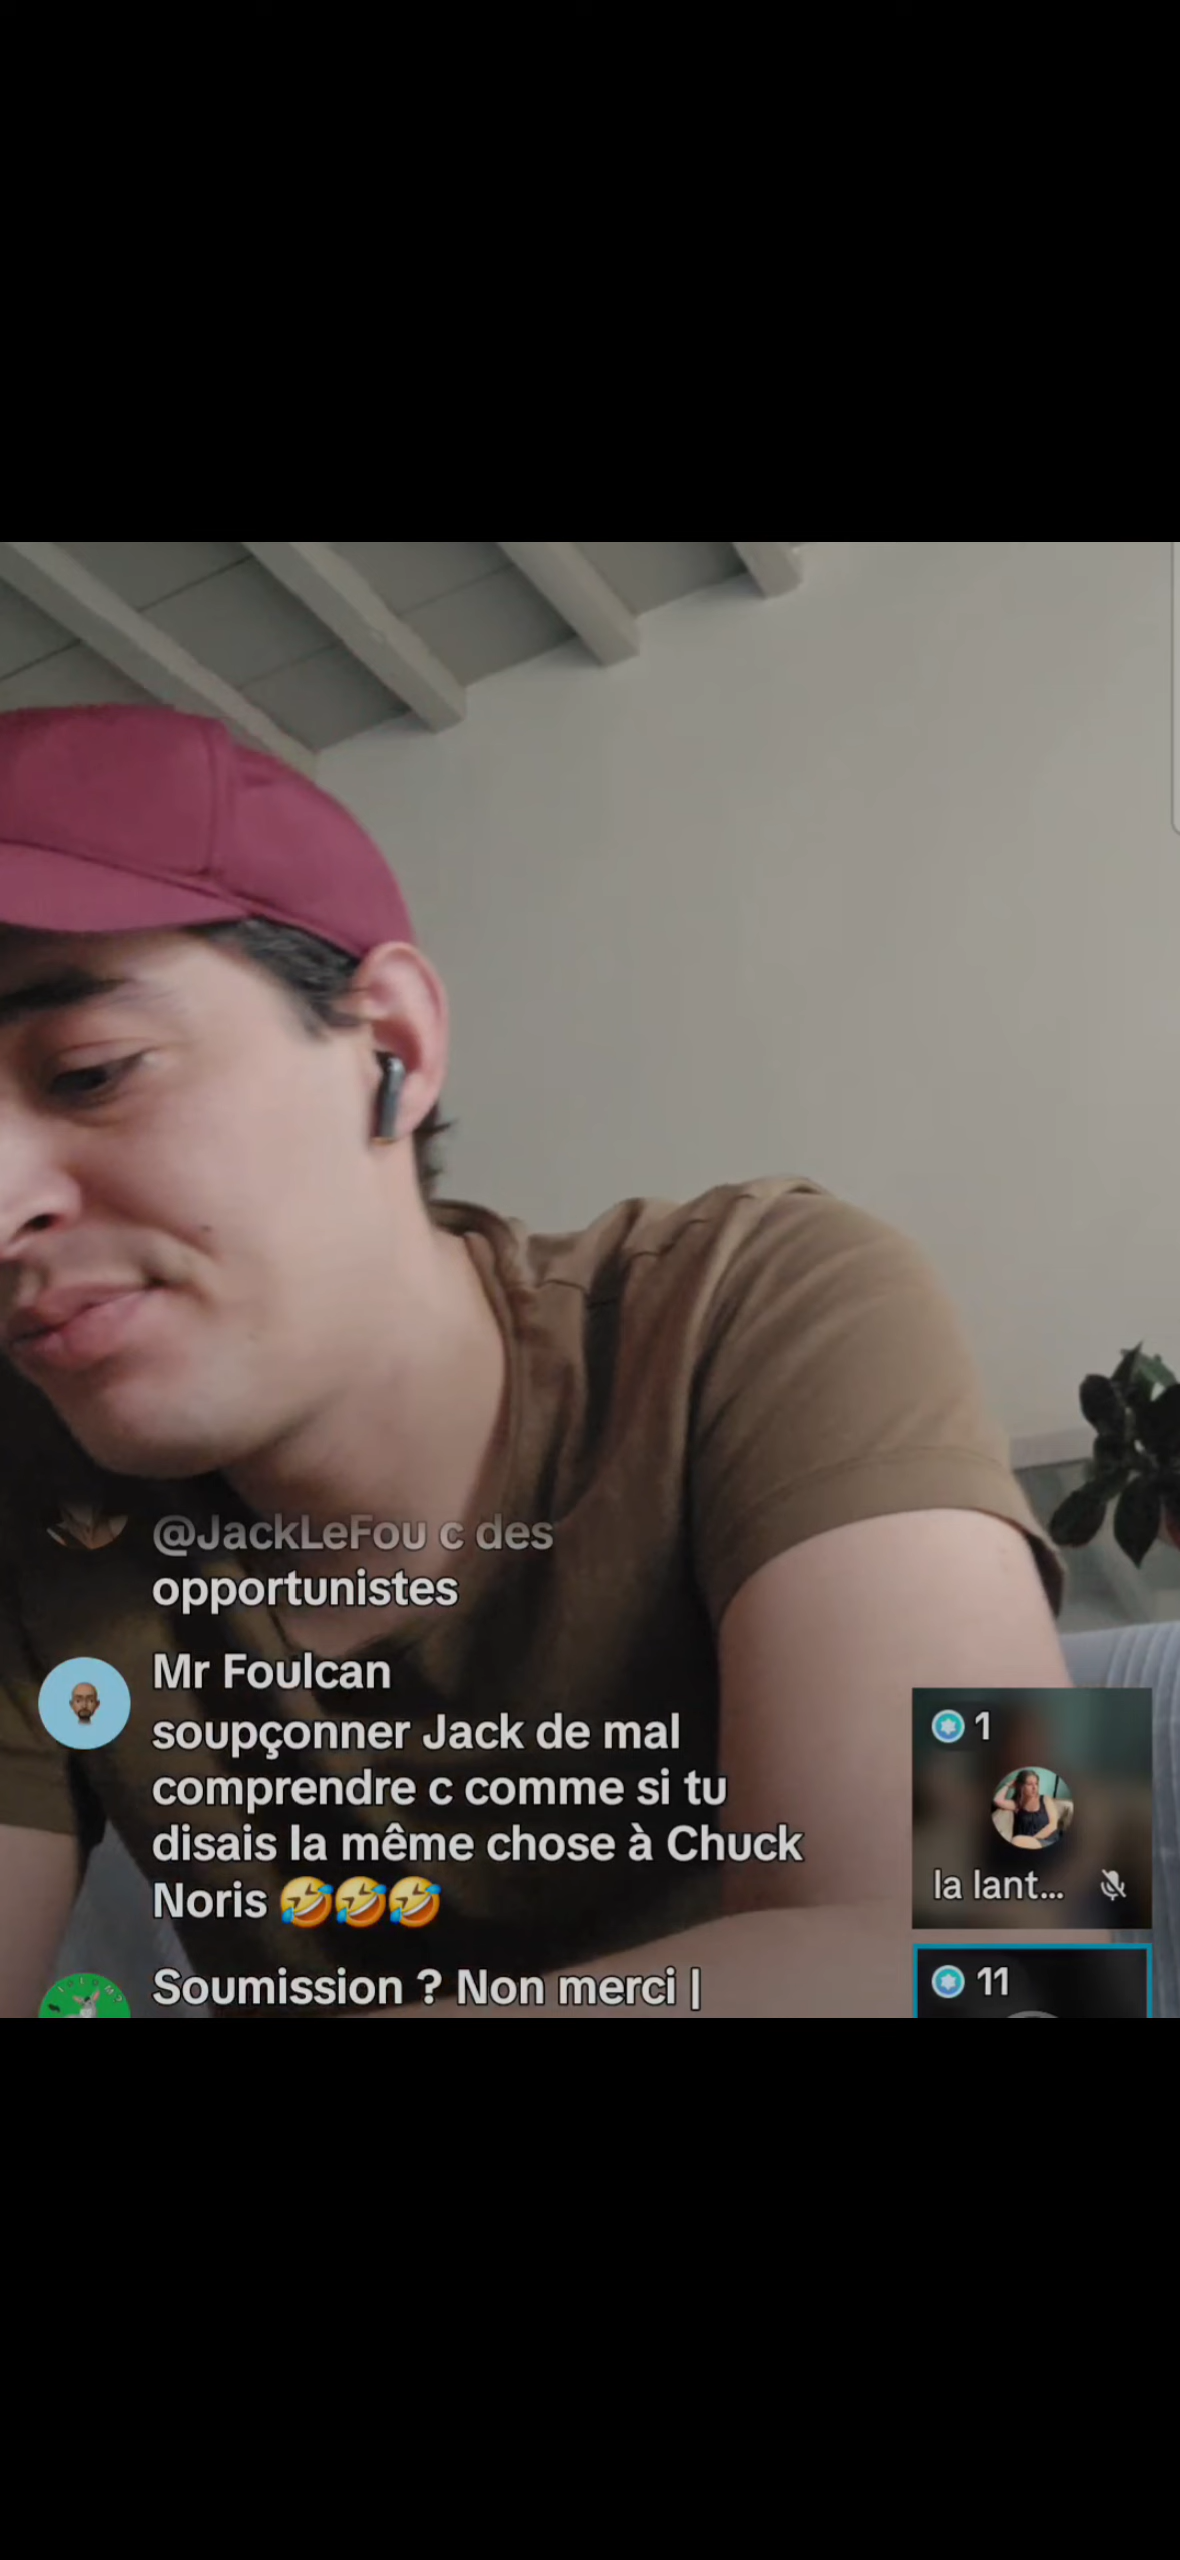 @JackLeFou c des
opportunistes
Mr Foulcan
soupçonner Jack de mal
comprendre c comme si tu
disais la même chose à Chuck
Noris 🤣🤣🤣
Soumission ? Non merci |
1
la lant...
11